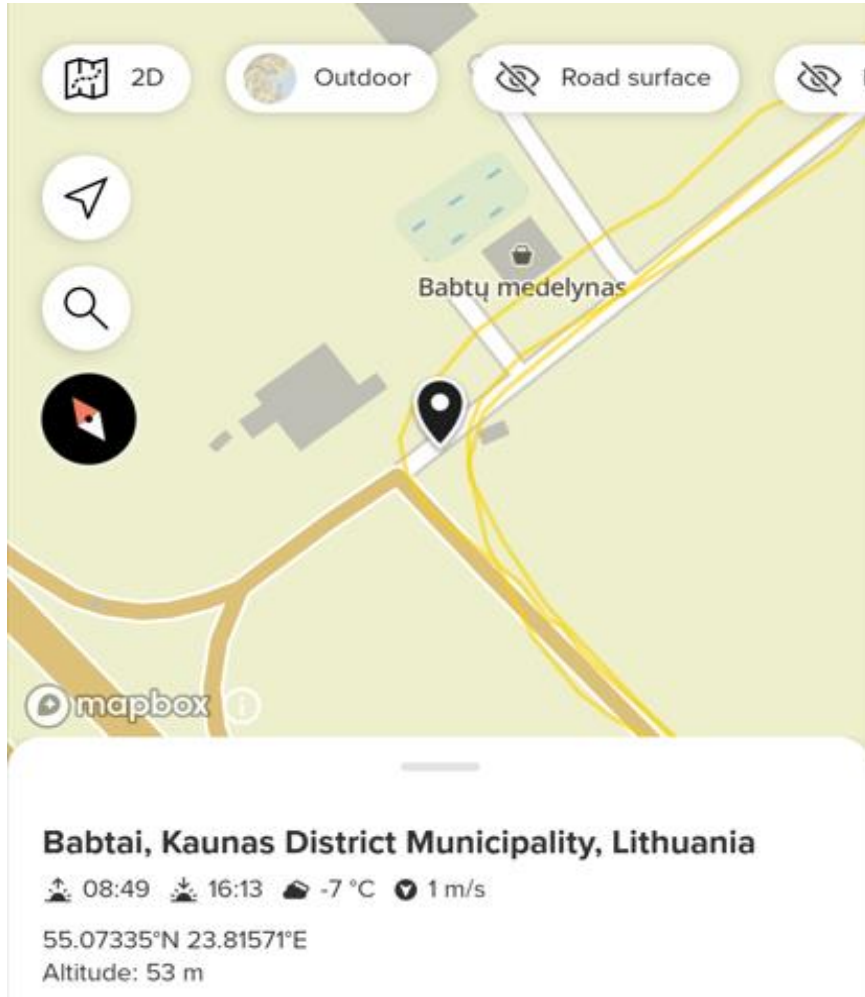 2D
Outdoor
Road surface
Babtų medelynas
mapbox
Babtai, Kaunas District Municipality, Lithuania
08:49 16:13 -7 °C 1 m/s
55.07335°N 23.81571°E
Altitude: 53 m